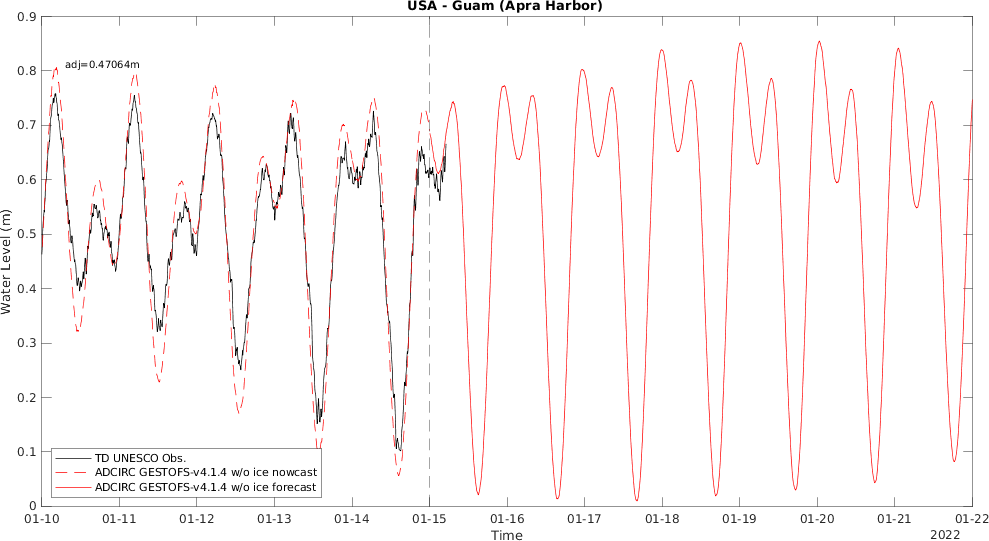 USA - Guam (Apra Harbor)
adj=0.47064m
0.9
0.8
0.7
0.6
0.5
0.4
0.3
0.2
0.1
0
Water Level (m)
TD UNESCO Obs.
ADCIRC GESTOFS-v4.1.4 w/o ice nowcast
ADCIRC GESTOFS-v4.1.4 w/o ice forecast
01-10 01-11 01-12 01-13 01-14 01-15 01-16 01-17 01-18 01-19 01-20 01-21 01-22
Time
2022